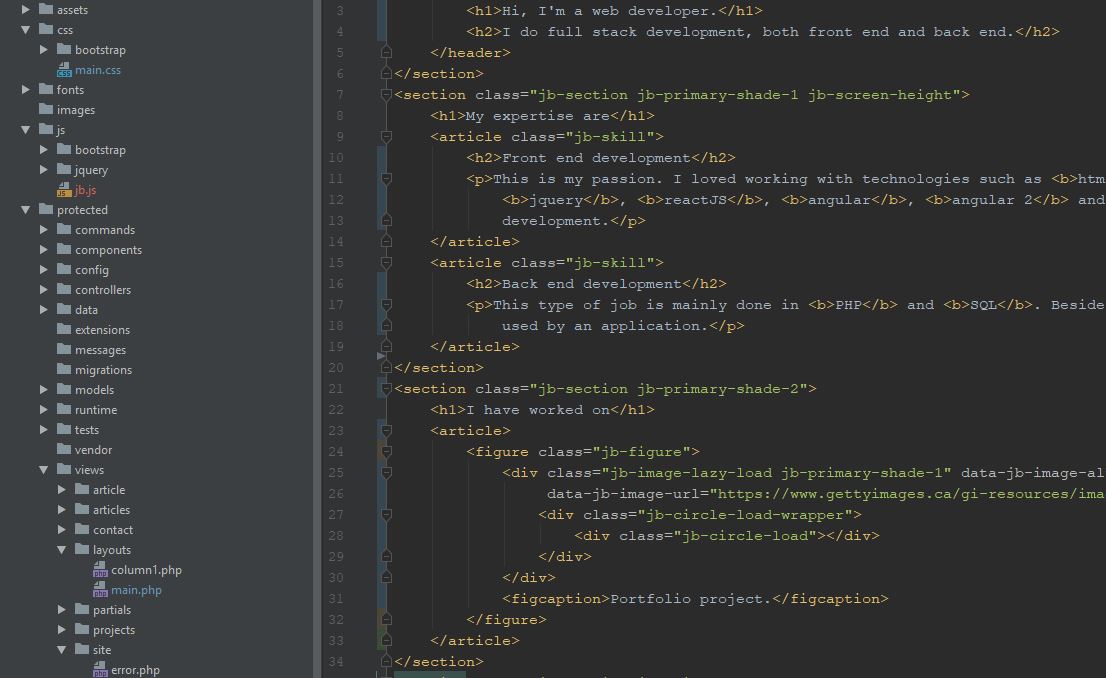 assets
css
bootstrap
main.css
fonts
images
js
bootstrap
jquery
jb.js
protected
commands
components
config
controllers
data
extensions
messages
migrations
models
runtime
tests
vendor
views
article
articles
contact
layouts
column1.php
main.php
partials
projects
site
error.php
3 <h1>Hi, I'm a web developer.</h1>
4 <h2>I do full stack development, both front end and back end.</h2>
5 </header>
6 </section>
7 <section class="jb-section jb-primary-shade-1 jb-screen-height">
8 <h1>My expertise are</h1>
9 <article class="jb-skill">
10 <h2>Front end development</h2>
11 <p>This is my passion. I loved working with technologies such as <b>htm
12 <b>jquery</b>, <b>reactJS</b>, <b>angular</b>, <b>angular 2</b> and
13 development.</p>
14 </article>
15 <article class="jb-skill">
16 <h2>Back end development</h2>
17 <p>This type of job is mainly done in <b>PHP</b> and <b>SQL</b>. Beside
18 used by an application.</p>
19 </article>
20 </section>
21 <section class="jb-section jb-primary-shade-2">
22 <h1>I have worked on</h1>
23 <article>
24 <figure class="jb-figure">
25 <div class="jb-image-lazy-load jb-primary-shade-1" data-jb-image-al
26 data-jb-image-url="https://www.gettyimages.ca/gi-resources/ima
27 <div class="jb-circle-load-wrapper">
28 <div class="jb-circle-load"></div>
29 </div>
30 </div>
31 <figcaption>Portfolio project.</figcaption>
32 </figure>
33 </article>
34 </section>